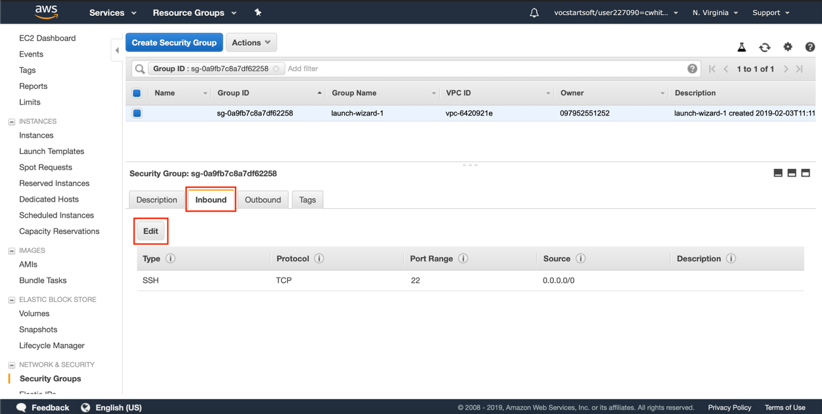 aws Services Resource Groups vocstartsoft/user227090=cwhit... N. Virginia Support
EC2 Dashboard
Events
Tags
Reports
Limits
INSTANCES
Instances
Launch Templates
Spot Requests
Reserved Instances
Dedicated Hosts
Scheduled Instances
Capacity Reservations
IMAGES
AMIs
Bundle Tasks
ELASTIC BLOCK STORE
Volumes
Snapshots
Lifecycle Manager
NETWORK & SECURITY
Security Groups
Elastic IPs
Create Security Group Actions
Group ID : sg-0a9fb7c8a7df62258 Add filter 1 to 1 of 1
Name Group ID Group Name VPC ID Owner Description
sg-0a9fb7c8a7df62258 launch-wizard-1 vpc-6420921e 097952551252 launch-wizard-1 created 2019-02-03T11:11
Security Group: sg-0a9fb7c8a7df62258
Description Inbound Outbound Tags
Edit
Type Protocol Port Range Source Description
SSH TCP 22 0.0.0.0/0
Feedback English (US) © 2008 - 2019, Amazon Web Services, Inc. or its affiliates. All rights reserved. Privacy Policy Terms of Use